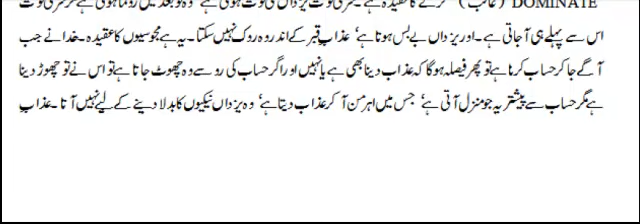 DOMINATE (غالب)
اس سے پہلے ہی آ جاتی ہے۔ اور یزداں بے بس ہوتا ہے‘ عذابِ قبر کے اندر وہ روک نہیں سکتا۔ یہ ہے مجوسیوں کا عقیدہ۔ خدا نے جب
آگے جا کر حساب کرنا ہے تو پھر فیصلہ ہوگا کہ عذاب دینا بھی ہے یا نہیں اور اگر حساب کی رو سے وہ چھوٹ جاتا ہے تو اس نے تو چھوڑ دینا
ہے مگر حساب سے پیشتر یہ جو منزل آتی ہے‘ جس میں اہرمن آ کر عذاب دیتا ہے‘ وہ یزداں نیکیوں کا بدلا دینے کے لیے نہیں آتا۔ عذاب